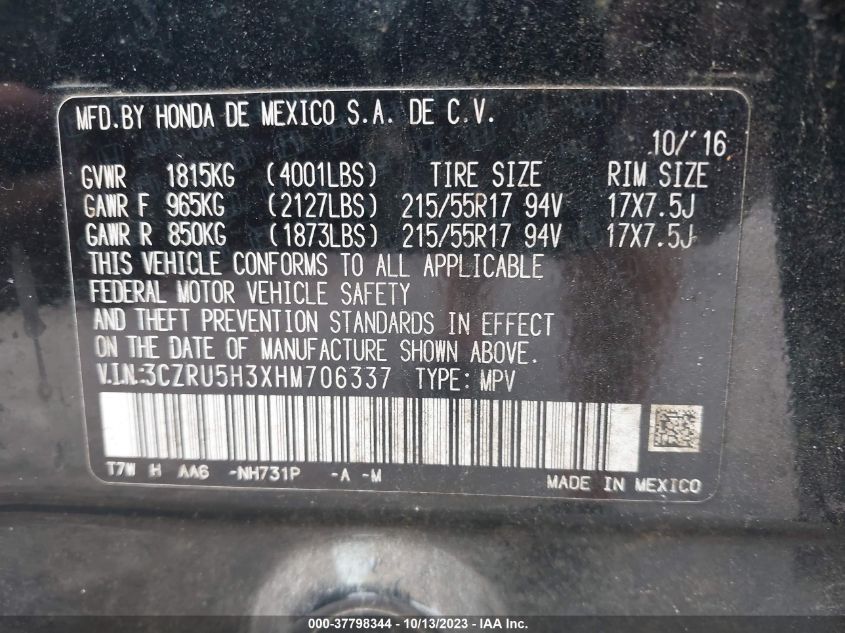 MFD.BY HONDA DE MEXICO S.A. DE C.V.
10/'16
GVWR 1815KG (4001LBS) TIRE SIZE RIM SIZE
GAWR F 965KG (2127LBS) 215/55R17 94V 17X7.5J
GAWR R 850KG (1873LBS) 215/55R17 94V 17X7.5J
THIS VEHICLE CONFORMS TO ALL APPLICABLE
FEDERAL MOTOR VEHICLE SAFETY
AND THEFT PREVENTION STANDARDS IN EFFECT
ON THE DATE OF MANUFACTURE SHOWN ABOVE.
V.I.N.:3CZRU5H3XHM706337 TYPE: MPV
T7W H AA6 -NH731P -A -M
MADE IN MEXICO
000-37798344 - 10/13/2023 - IAA Inc.